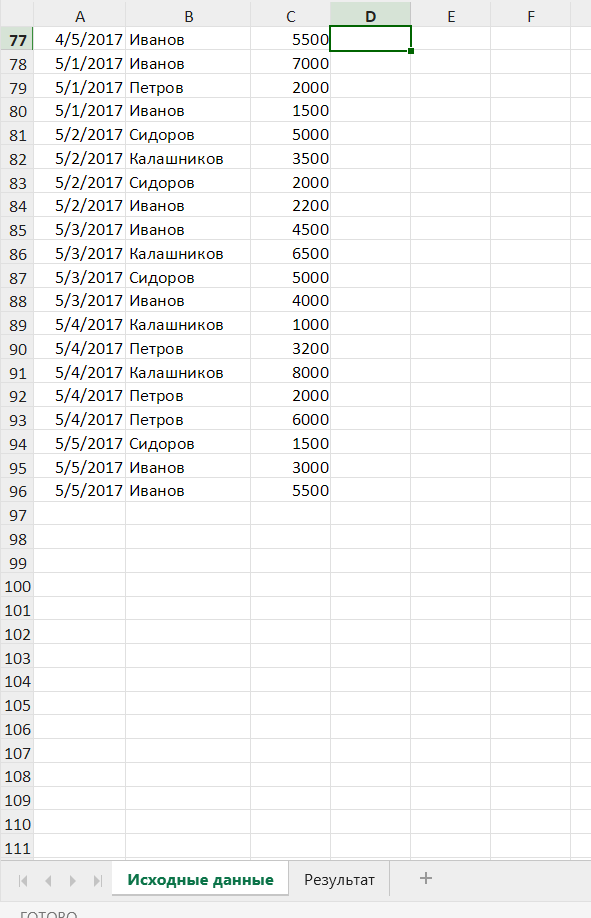 A B C D E F
77 4/5/2017 Иванов 5500
78 5/1/2017 Иванов 7000
79 5/1/2017 Петров 2000
80 5/1/2017 Иванов 1500
81 5/2/2017 Сидоров 5000
82 5/2/2017 Калашников 3500
83 5/2/2017 Сидоров 2000
84 5/2/2017 Иванов 2200
85 5/3/2017 Иванов 4500
86 5/3/2017 Калашников 6500
87 5/3/2017 Сидоров 5000
88 5/3/2017 Иванов 4000
89 5/4/2017 Калашников 1000
90 5/4/2017 Петров 3200
91 5/4/2017 Калашников 8000
92 5/4/2017 Петров 2000
93 5/4/2017 Петров 6000
94 5/5/2017 Сидоров 1500
95 5/5/2017 Иванов 3000
96 5/5/2017 Иванов 5500
97
98
99
100
101
102
103
104
105
106
107
108
109
110
111
Исходные данные Результат +
ГОТОВО